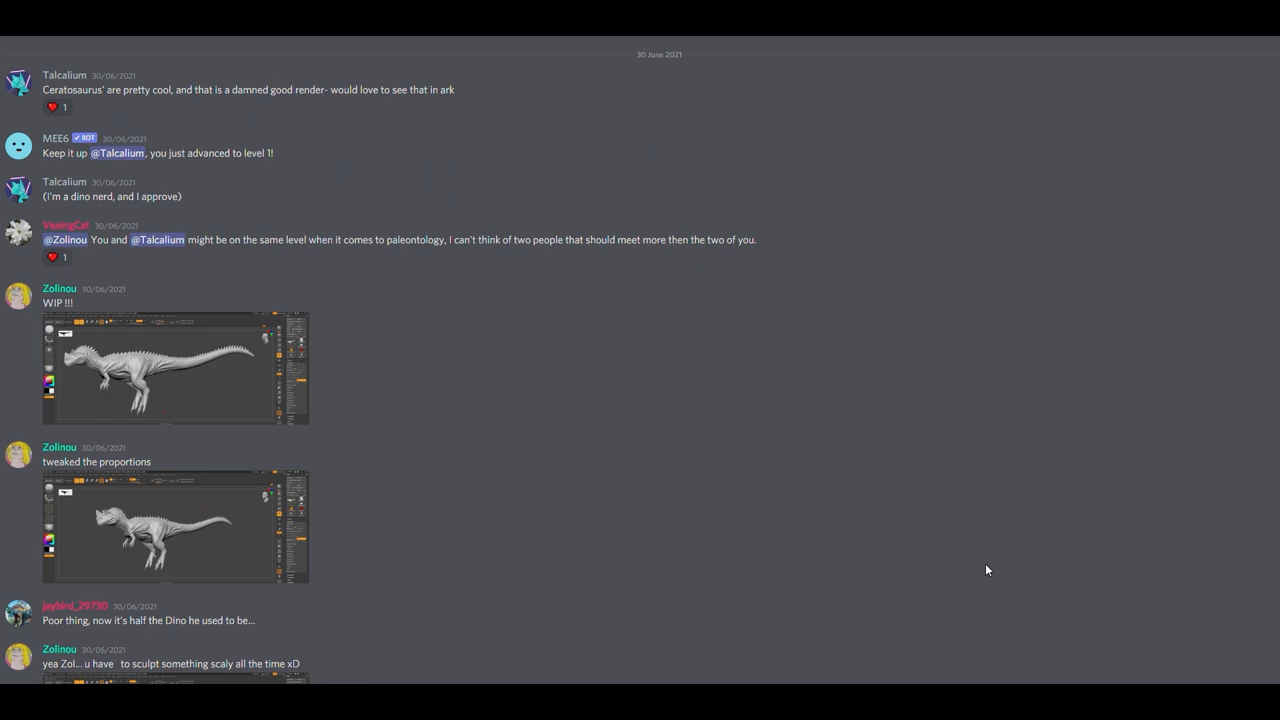 30 June 2021
Talcalium 30/06/2021
Ceratosaurus' are pretty cool, and that is a damned good render- would love to see that in ark
1
MEE6 BOT 30/06/2021
Keep it up @Talcalium, you just advanced to level 1!
Talcalium 30/06/2021
(I'm a dino nerd, and I approve)
VexingCat 30/06/2021
@Zolinou You and @Talcalium might be on the same level when it comes to paleontology, I can't think of two people that should meet more then the two of you.
1
Zolinou 30/06/2021
WIP !!!
Zolinou 30/06/2021
tweaked the proportions
jaybird_29730 30/06/2021
Poor thing, now it's half the Dino he used to be...
Zolinou 30/06/2021
yea Zol... u have to sculpt something scaly all the time xD